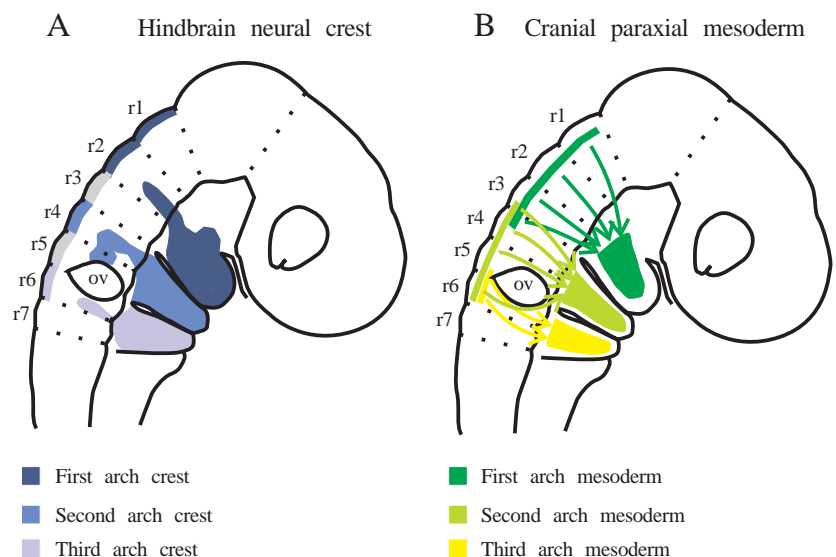 A Hindbrain neural crest
r1
r2
r3
r4
r5
r6
r7
ov
First arch crest
Second arch crest
Third arch crest
B Cranial paraxial mesoderm
r1
r2
r3
r4
r5
r6
r7
ov
First arch mesoderm
Second arch mesoderm
Third arch mesoderm